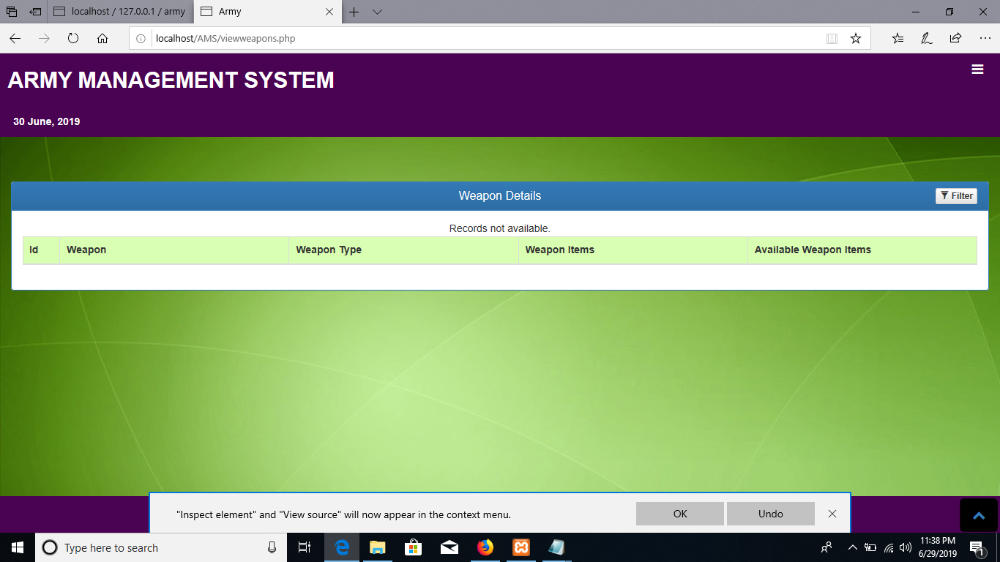 localhost / 127.0.0.1 / army
Army
localhost/AMS/viewweapons.php
ARMY MANAGEMENT SYSTEM
30 June, 2019
Weapon Details
Filter
Records not available.
Id Weapon Weapon Type Weapon Items Available Weapon Items
"Inspect element" and "View source" will now appear in the context menu.
OK
Undo
Type here to search
11:38 PM
6/29/2019
1